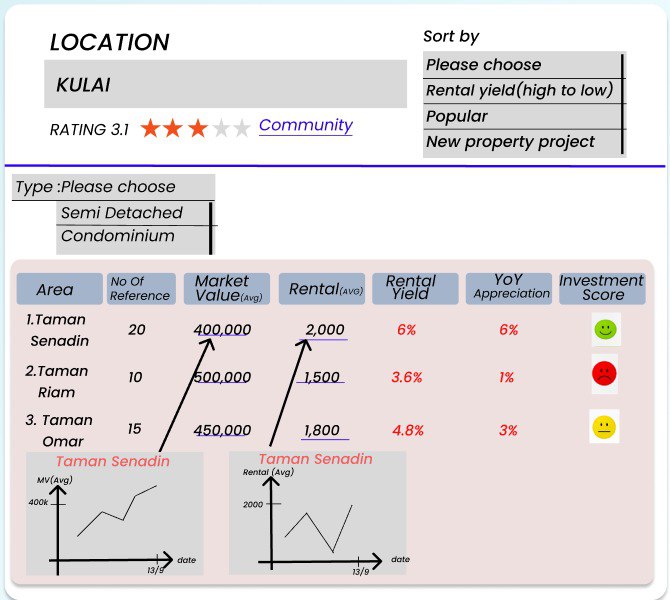 LOCATION
KULAI
RATING 3.1
Community
Sort by
Please choose
Rental yield(high to low)
Popular
New property project
Type :Please choose
Semi Detached
Condominium
Area
No Of
Reference
Market
Value(Avg)
Rental(AVG)
Rental
Yield
YoY
Appreciation
Investment
Score
1.Taman
Senadin
20
400,000
2,000
6%
6%
2.Taman
Riam
10
500,000
1,500
3.6%
1%
3. Taman
Omar
15
450,000
1,800
4.8%
3%
Taman Senadin
MV(Avg)
400k
date
13/9
Taman Senadin
Rental (Avg)
2000
date
13/9